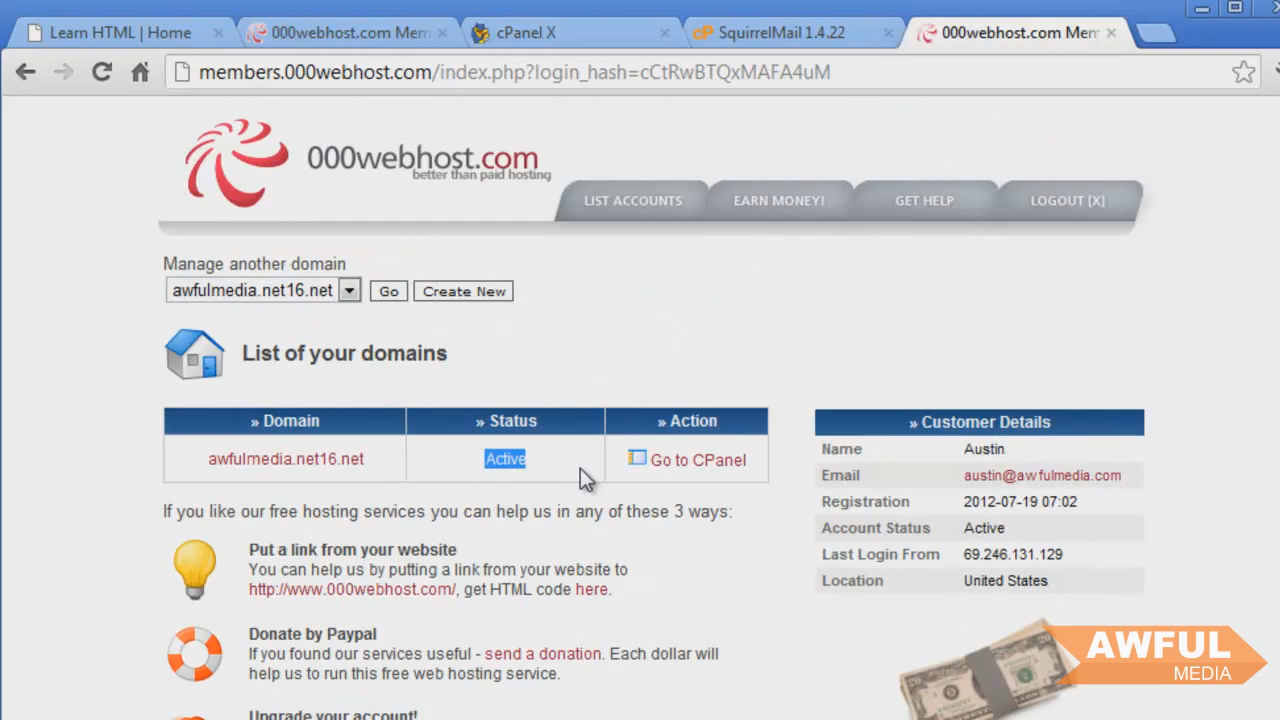 Learn HTML | Home
000webhost.com Mem
cPanel X
SquirrelMail 1.4.22
000webhost.com Mem
members.000webhost.com/index.php?login_hash=cCtRwBTQxMAFA4uM
000webhost.com
better than paid hosting
LIST ACCOUNTS
EARN MONEY!
GET HELP
LOGOUT [X]
Manage another domain
awfulmedia.net16.net
Go
Create New
List of your domains
» Domain » Status » Action
awfulmedia.net16.net Active Go to CPanel
» Customer Details
Name Austin
Email austin@awfulmedia.com
Registration 2012-07-19 07:02
Account Status Active
Last Login From 69.246.131.129
Location United States
If you like our free hosting services you can help us in any of these 3 ways:
Put a link from your website
You can help us by putting a link from your website to
http://www.000webhost.com/, get HTML code here.
Donate by Paypal
If you found our services useful - send a donation. Each dollar will
help us to run this free web hosting service.
Upgrade your account!
AWFUL
MEDIA